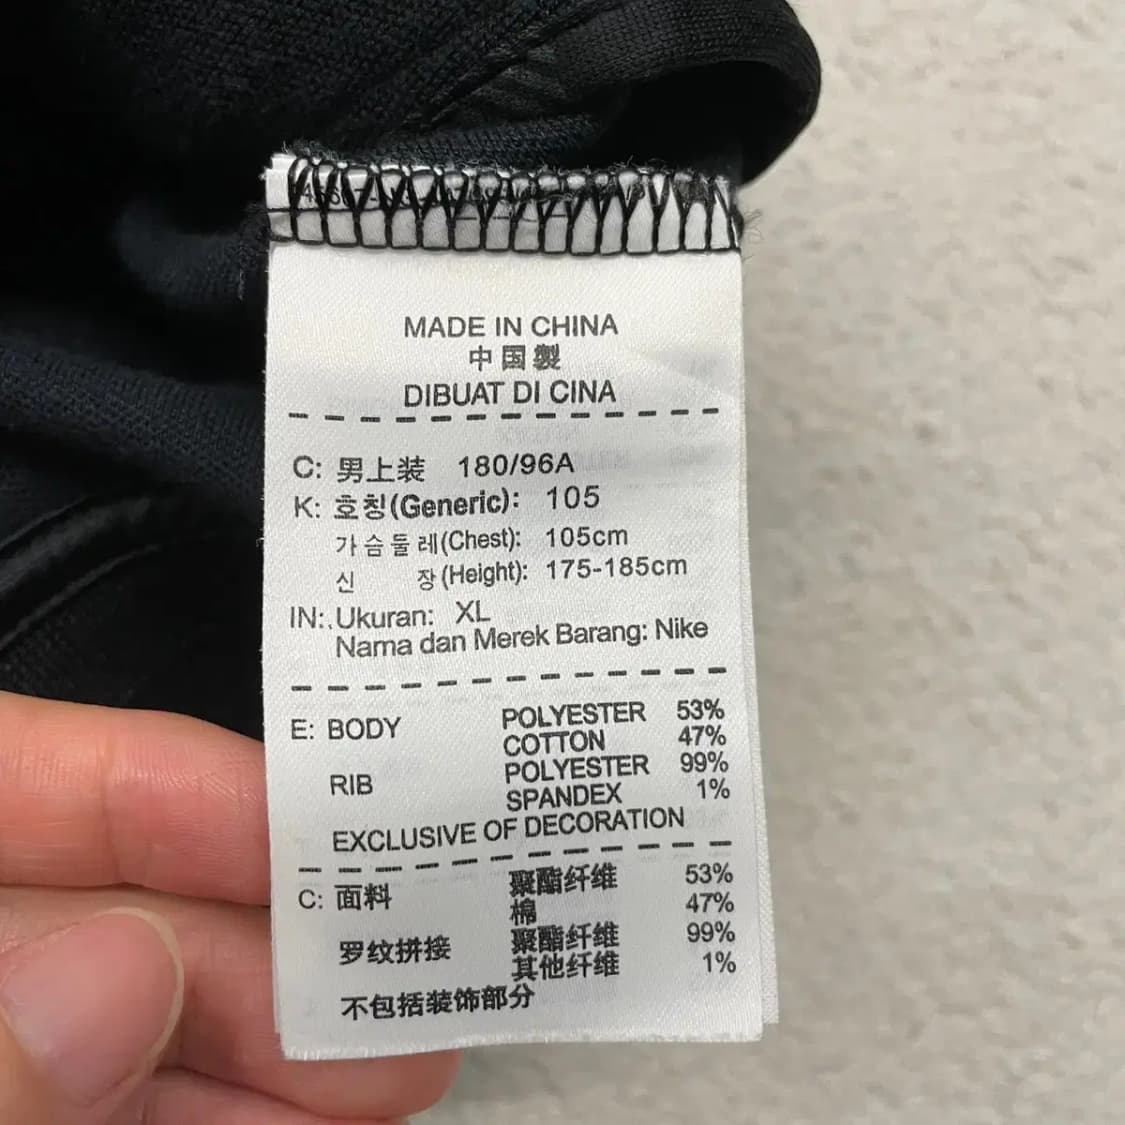 MADE IN CHINA
中国製
DIBUAT DI CINA
C: 男上装 180/96A
K: 호칭(Generic): 105
가슴둘레(Chest): 105cm
신 장(Height): 175-185cm
IN: Ukuran: XL
Nama dan Merek Barang: Nike
E: BODY POLYESTER 53%
COTTON 47%
RIB POLYESTER 99%
SPANDEX 1%
EXCLUSIVE OF DECORATION
C: 面料 聚酯纤维 53%
棉 47%
罗纹拼接 聚酯纤维 99%
其他纤维 1%
不包括装饰部分